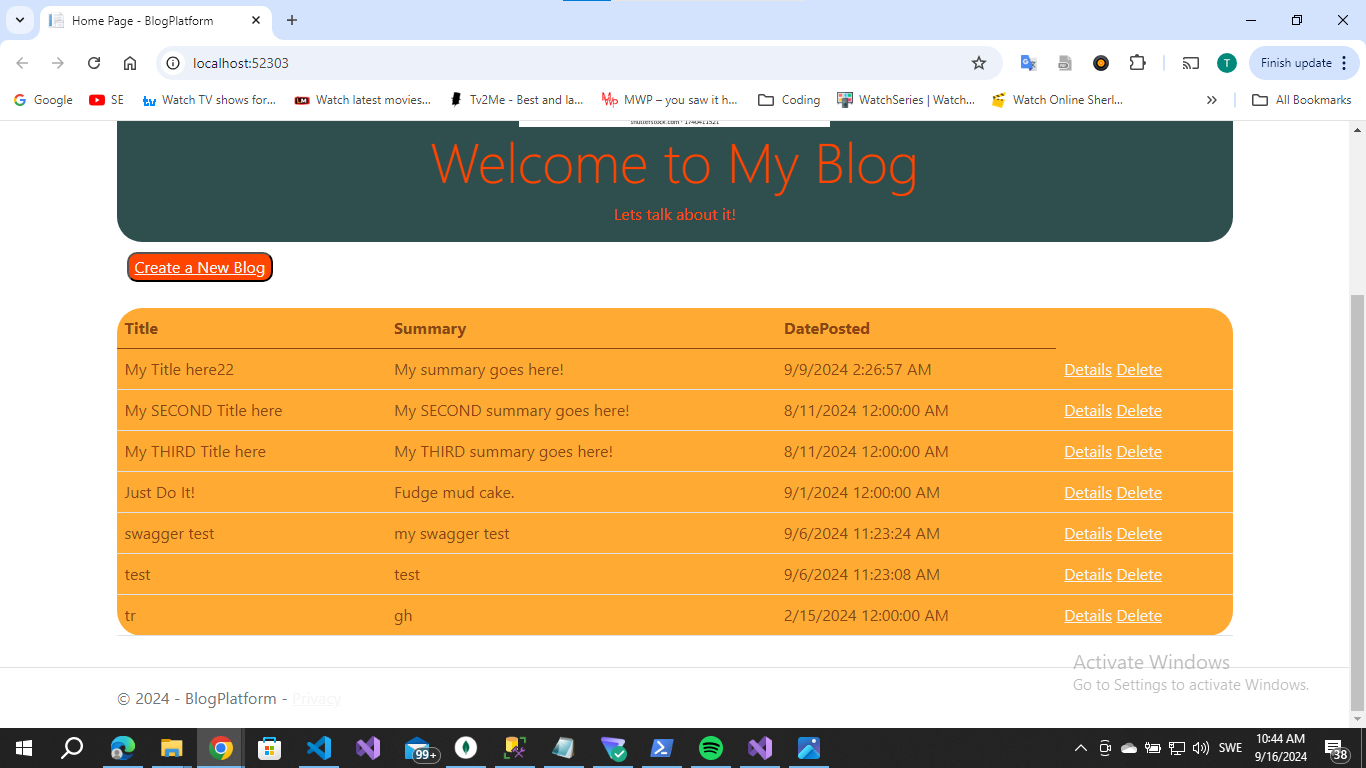 Home Page - BlogPlatform
localhost:52303
Finish update
Google
SE
Watch TV shows for...
Watch latest movies...
Tv2Me - Best and la...
MWP – you saw it h...
Coding
WatchSeries | Watch...
Watch Online Sherl...
All Bookmarks
T
Welcome to My Blog
Lets talk about it!
Create a New Blog
Title Summary DatePosted
My Title here22 My summary goes here! 9/9/2024 2:26:57 AM Details Delete
My SECOND Title here My SECOND summary goes here! 8/11/2024 12:00:00 AM Details Delete
My THIRD Title here My THIRD summary goes here! 8/11/2024 12:00:00 AM Details Delete
Just Do It! Fudge mud cake. 9/1/2024 12:00:00 AM Details Delete
swagger test my swagger test 9/6/2024 11:23:24 AM Details Delete
test test 9/6/2024 11:23:08 AM Details Delete
tr gh 2/15/2024 12:00:00 AM Details Delete
Activate Windows
Go to Settings to activate Windows.
© 2024 - BlogPlatform - Privacy
99+
SWE
10:44 AM
9/16/2024
38